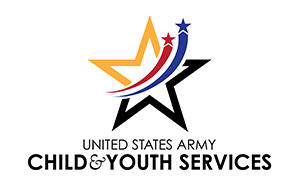 UNITED STATES ARMY
CHILD & YOUTH SERVICES